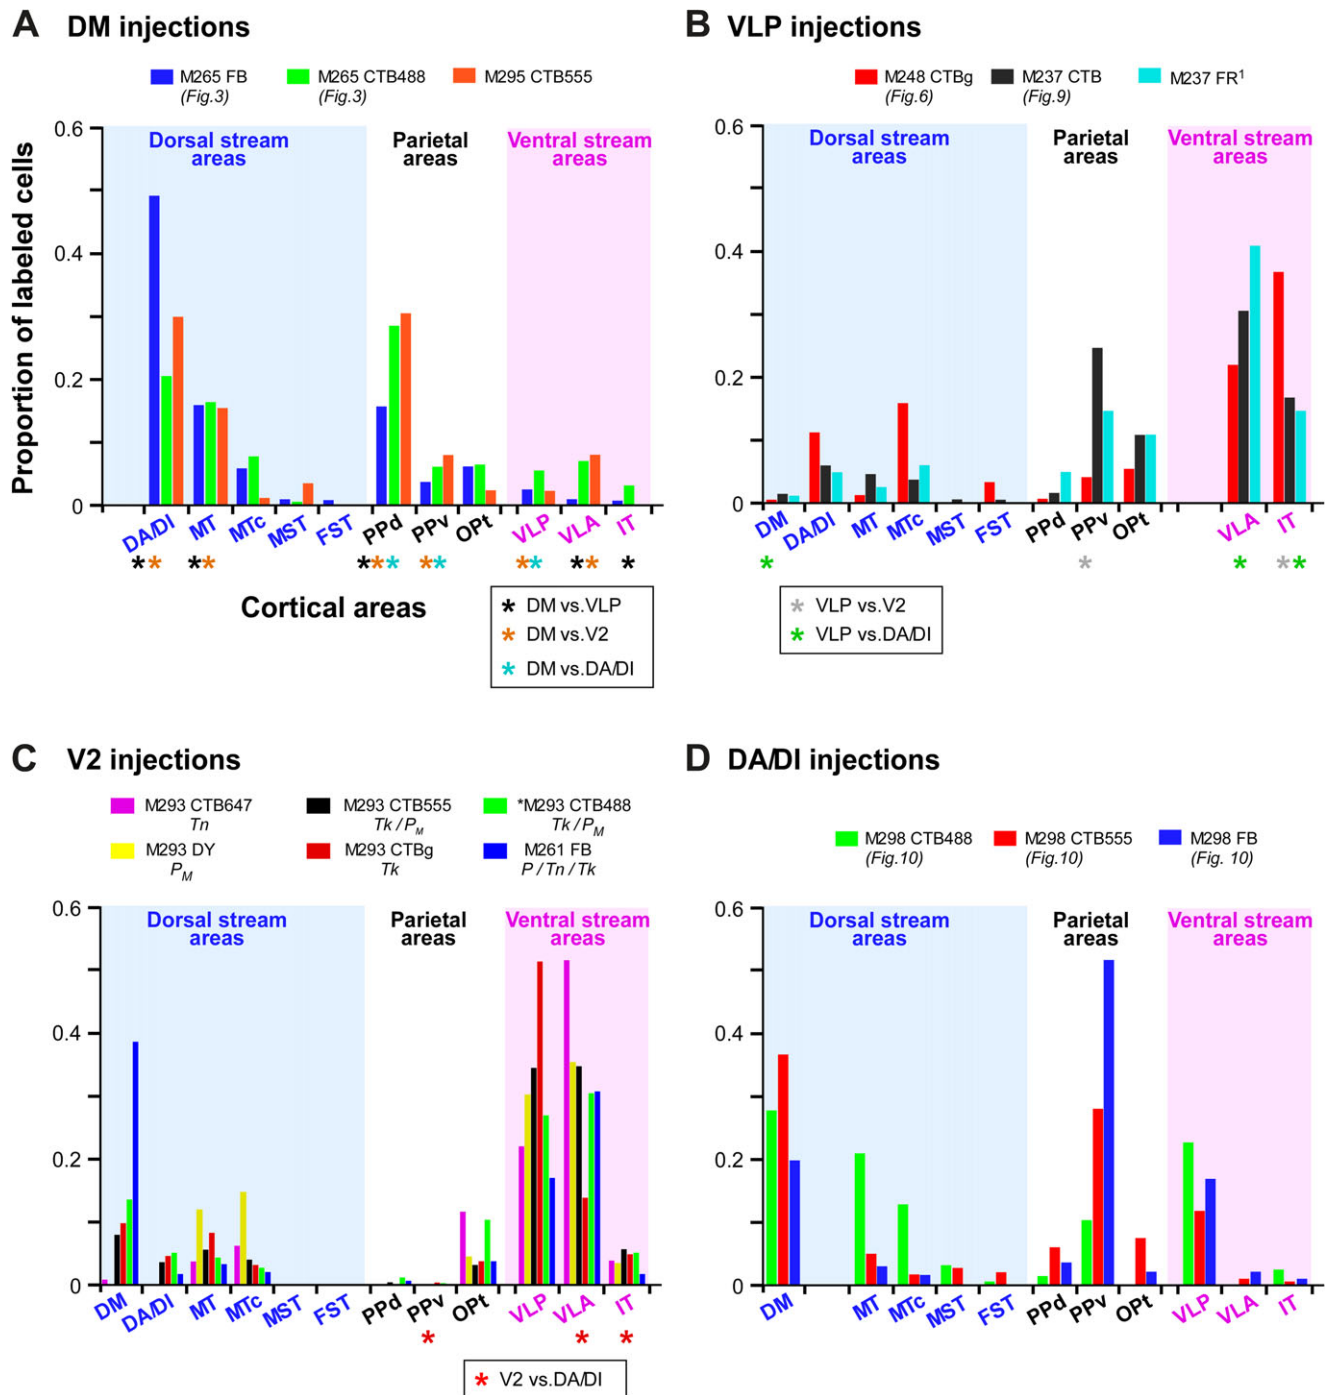 A DM injections
M265 FB M265 CTB488 M295 CTB555
(Fig.3) (Fig.3)
Proportion of labeled cells
0.6
0.4
0.2
0
Dorsal stream areas
Parietal areas
Ventral stream areas
DA/DI MT MTc MST FST PPd PPv OPt VLP VLA IT
* * * * * * * * * * * * * *
Cortical areas
* DM vs.VLP
* DM vs.V2
* DM vs.DA/DI
B VLP injections
M248 CTBg M237 CTB M237 FR¹
(Fig.6) (Fig.9)
0.6
0.4
0.2
0
Dorsal stream areas
Parietal areas
Ventral stream areas
DM DA/DI MT MTc MST FST PPd PPv OPt VLA IT
* * * * *
* VLP vs.V2
* VLP vs.DA/DI
C V2 injections
M293 CTB647 M293 CTB555 *M293 CTB488
Tn Tk/P_M Tk/P_M
M293 DY M293 CTBg M261 FB
P_M Tk P/Tn/Tk
0.6
0.4
0.2
0
Dorsal stream areas
Parietal areas
Ventral stream areas
DM DA/DI MT MTc MST FST PPd PPv OPt VLP VLA IT
* * *
* V2 vs.DA/DI
D DA/DI injections
M298 CTB488 M298 CTB555 M298 FB
(Fig.10) (Fig.10) (Fig. 10)
0.6
0.4
0.2
0
Dorsal stream areas
Parietal areas
Ventral stream areas
DM MT MTc MST FST PPd PPv OPt VLP VLA IT